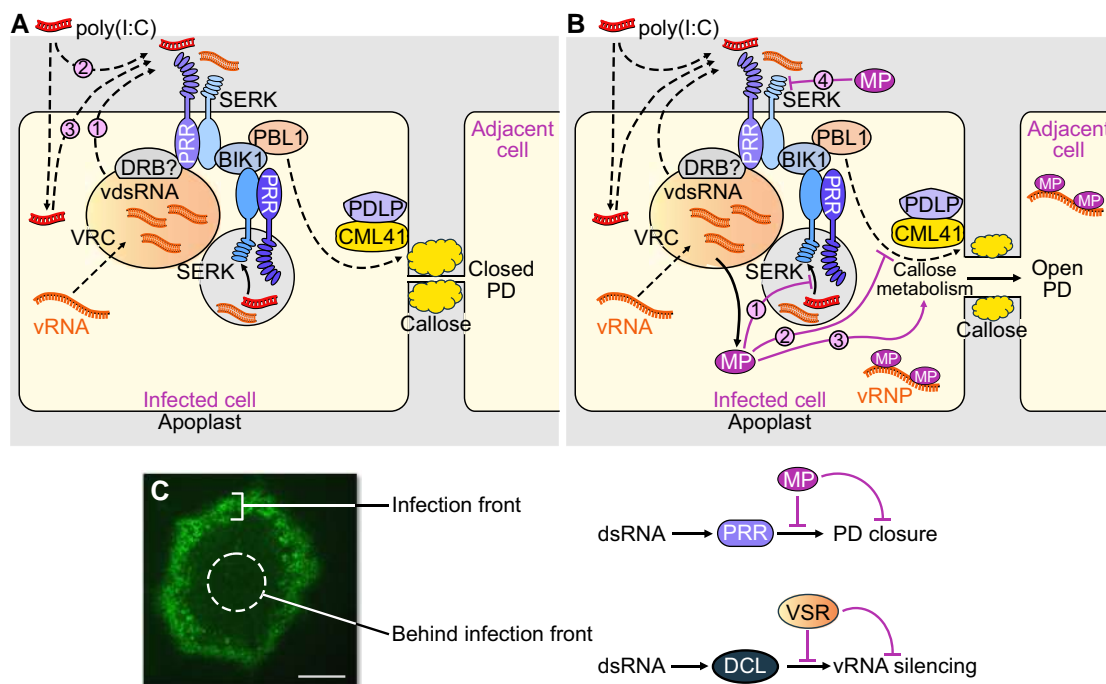 A
poly(I:C)
2
3
1
SERK
PRR
PBL1
BIK1
DRB?
vdsRNA
PRR
VRC
SERK
PDLP
CML41
Adjacent
cell
Closed
PD
Callose
vRNA
Infected cell
Apoplast
B
poly(I:C)
4
MP
SERK
PRR
PBL1
BIK1
DRB?
vdsRNA
PRR
VRC
SERK
PDLP
CML41
Adjacent
cell
MP
MP
Callose
metabolism
Open
PD
Callose
vRNA
1
2
3
MP
MP
MP
vRNP
Infected cell
Apoplast
C
Infection front
Behind infection front
MP
dsRNA
PRR
PD closure
VSR
dsRNA
DCL
vRNA silencing